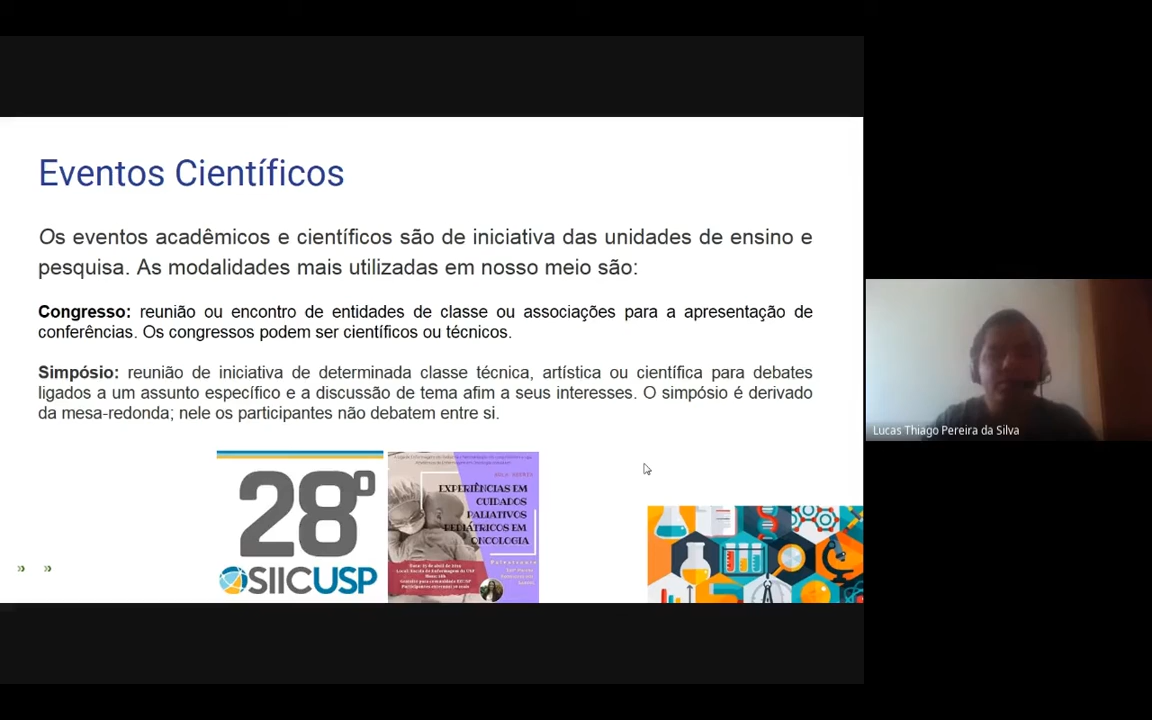 Eventos Científicos
Os eventos acadêmicos e científicos são de iniciativa das unidades de ensino e
pesquisa. As modalidades mais utilizadas em nosso meio são:
Congresso: reunião ou encontro de entidades de classe ou associações para a apresentação de
conferências. Os congressos podem ser científicos ou técnicos.
Simpósio: reunião de iniciativa de determinada classe técnica, artística ou científica para debates
ligados a um assunto específico e a discussão de tema afim a seus interesses. O simpósio é derivado
da mesa-redonda; nele os participantes não debatem entre si.
28º
SIICUSP
AULA ABERTA
EXPERIÊNCIAS EM
CUIDADOS
PALIATIVOS
PEDIÁTRICOS EM
ONCOLOGIA
Palestrante
Lucas Thiago Pereira da Silva